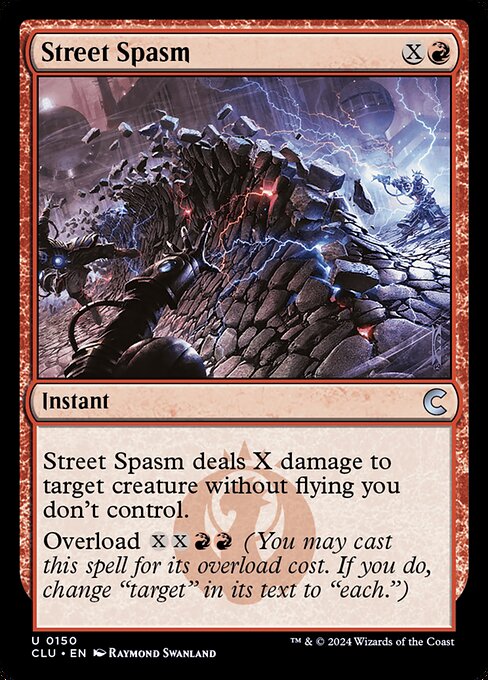 Street Spasm X
Instant
Street Spasm deals X damage to
target creature without flying you
don't control.
Overload X X (You may cast
this spell for its overload cost. If you do,
change “target” in its text to “each.”)
U 0150
CLU • EN Raymond Swanland
™ & © 2024 Wizards of the Coast